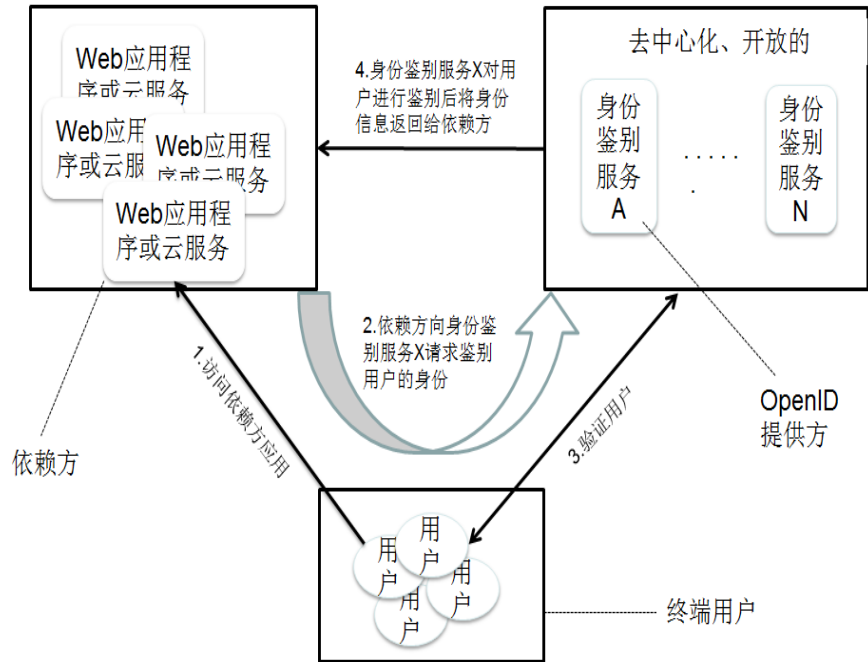 Web应用程
序或云服务
Web应用程
序或云服务
Web应用程
序或云服务
Web应用程
序或云服务
4.身份鉴别服务X对用
户进行鉴别后将身份
信息返回给依赖方
去中心化、开放的
身份
鉴别
服务
A
. . . . .
.
身份
鉴别
服务
N
2.依赖方向身份鉴
别服务X请求鉴别
用户的身份
1.访问依赖方应用
3.验证用户
依赖方
OpenID
提供方
用
户
用
户
用
户
用
户
终端用户